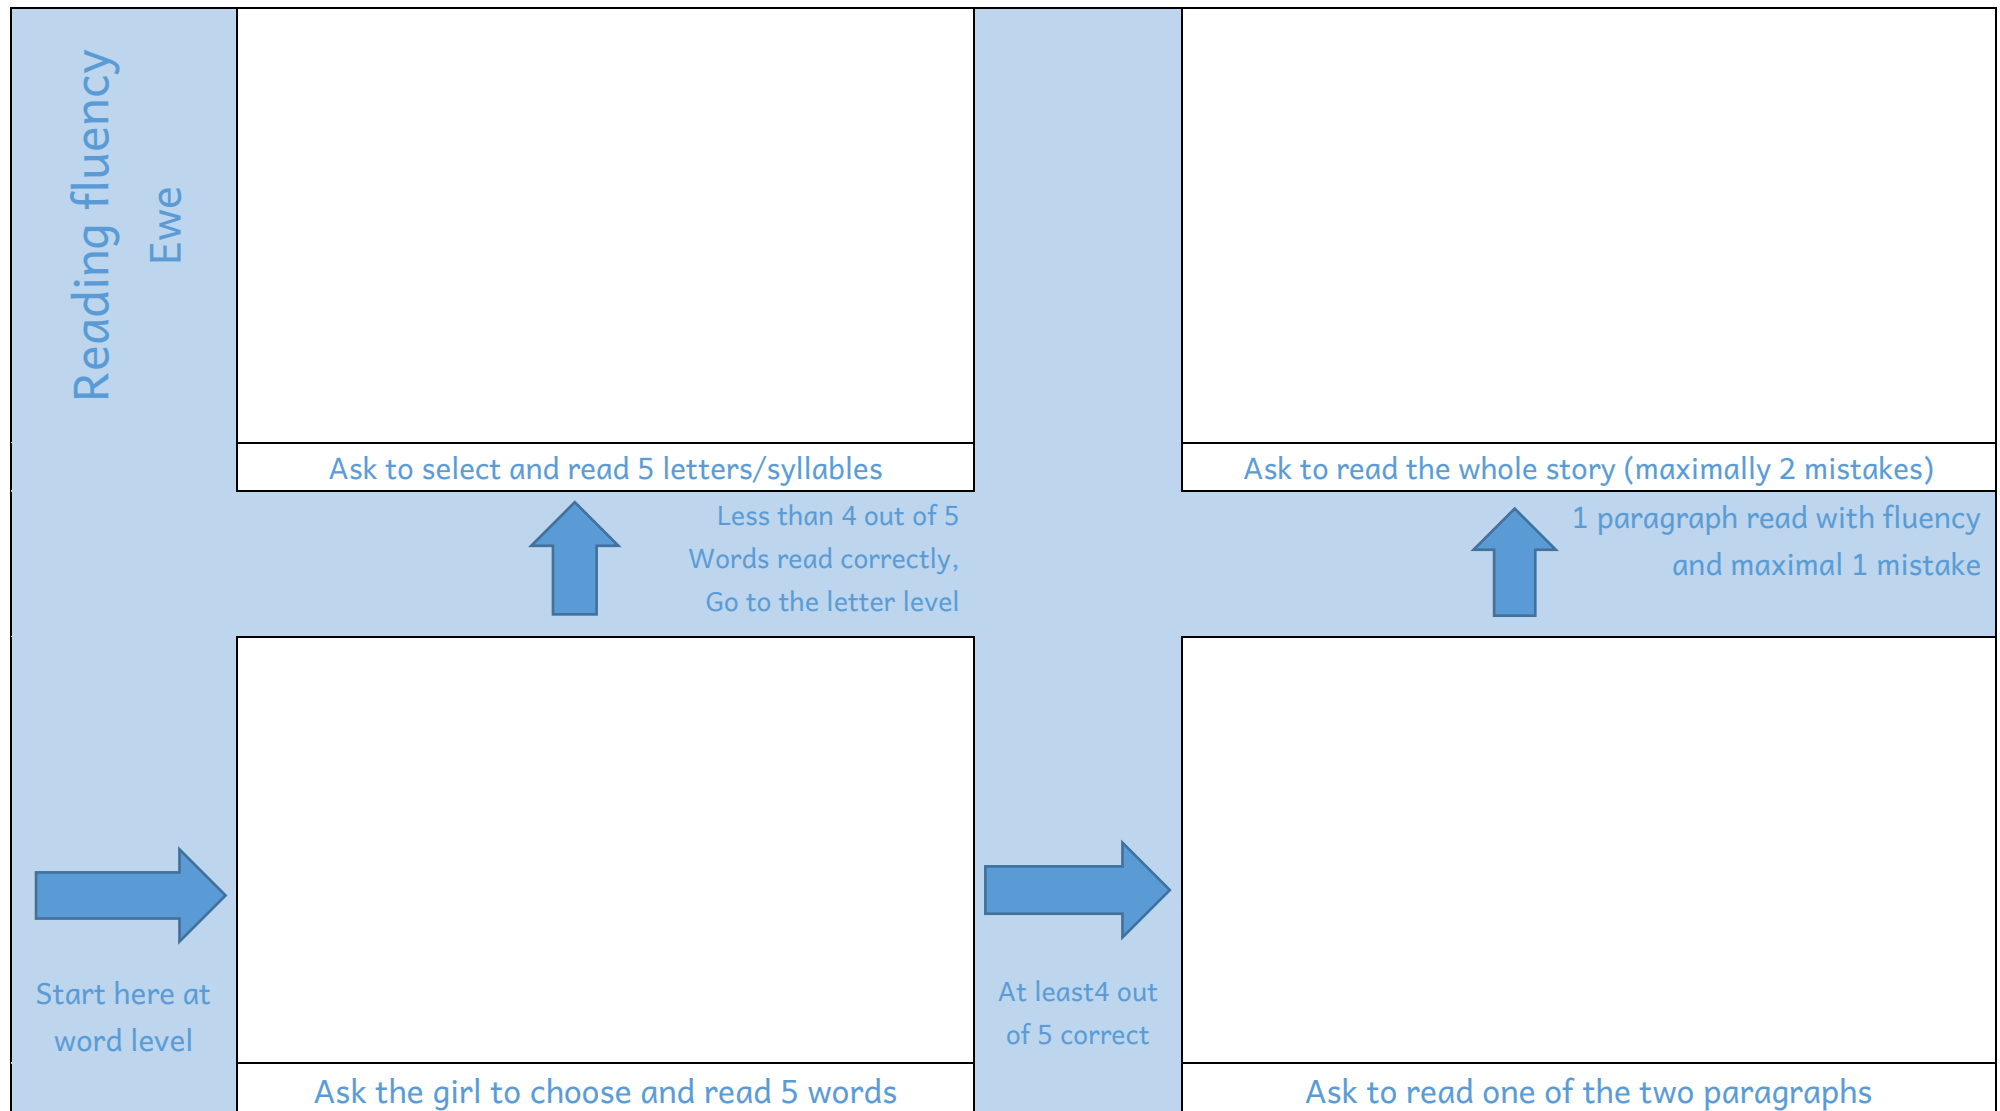 Reading fluency
Ewe
Ask to select and read 5 letters/syllables
Ask to read the whole story (maximally 2 mistakes)
Less than 4 out of 5
Words read correctly,
Go to the letter level
1 paragraph read with fluency
and maximal 1 mistake
Start here at
word level
At least4 out
of 5 correct
Ask the girl to choose and read 5 words
Ask to read one of the two paragraphs